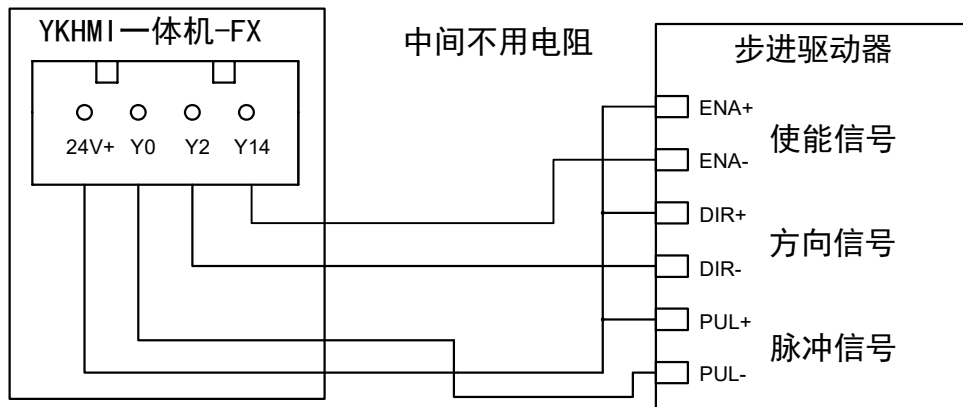 YKHMI一体机-FX
中间不用电阻
步进驱动器
24V+ Y0 Y2 Y14
ENA+
使能信号
ENA-
DIR+
方向信号
DIR-
PUL+
脉冲信号
PUL-